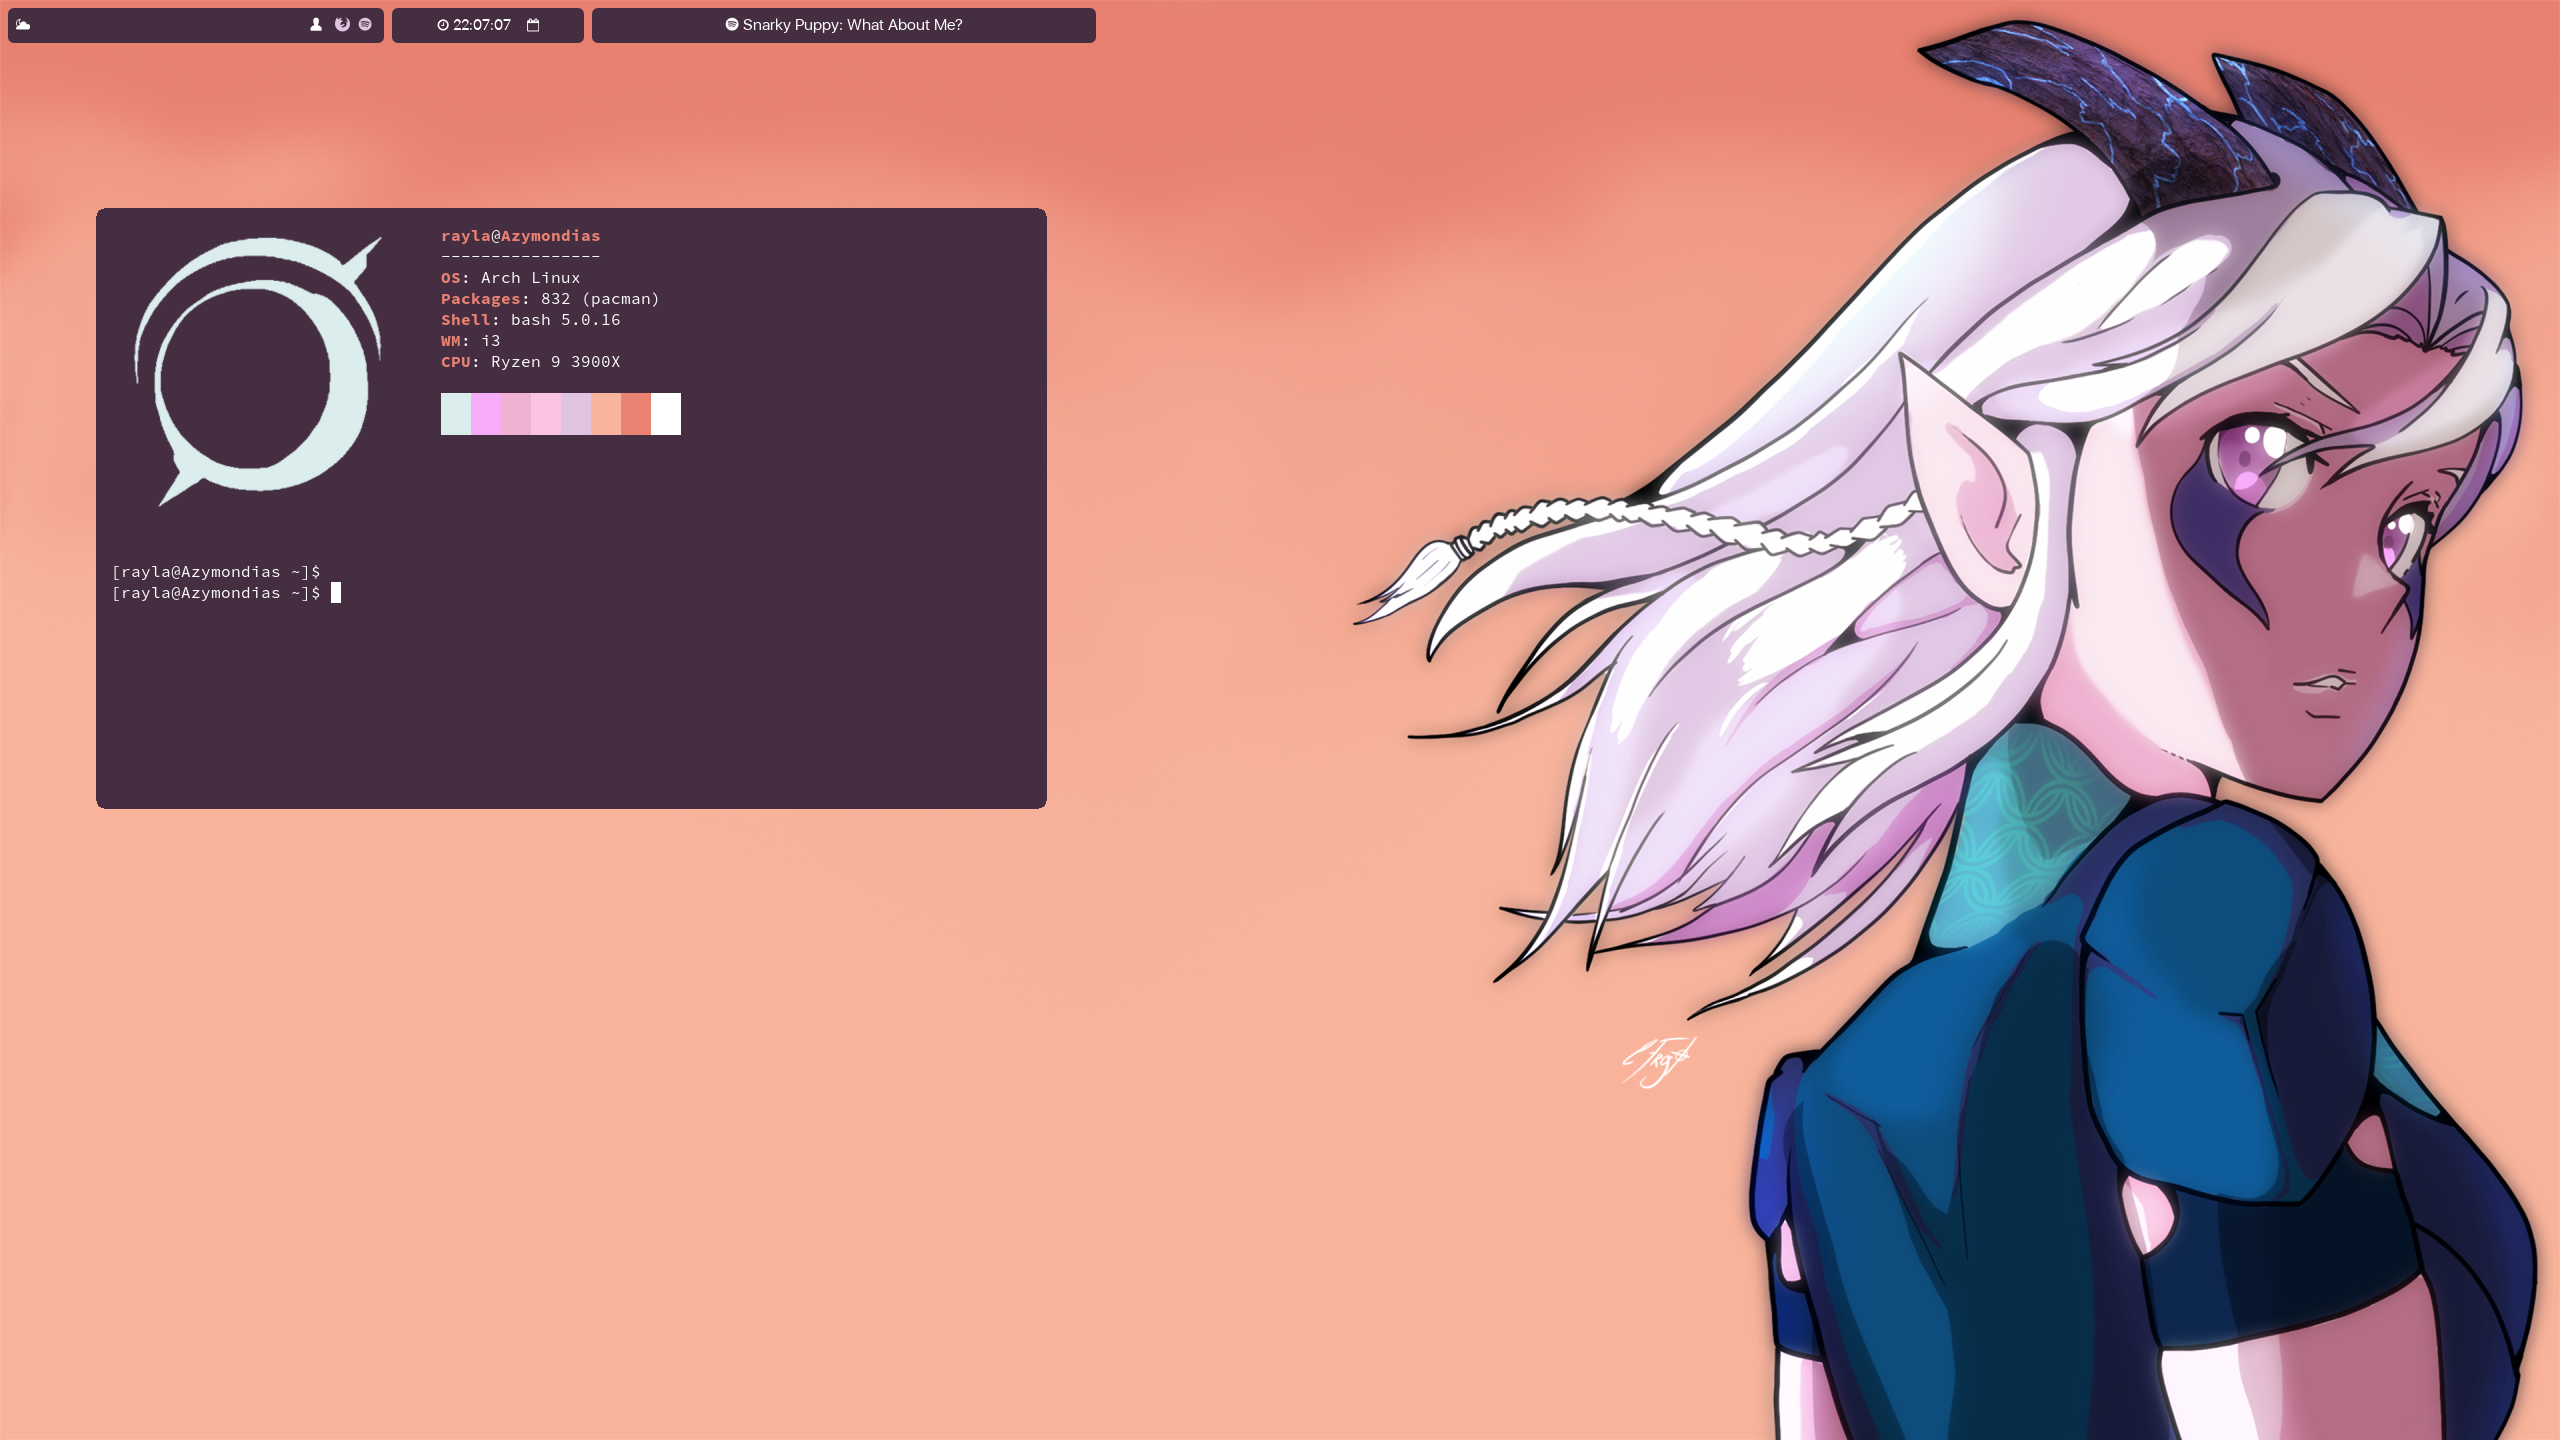 22:07:07
Snarky Puppy: What About Me?
rayla@Azymondias
----------------
OS: Arch Linux
Packages: 832 (pacman)
Shell: bash 5.0.16
WM: i3
CPU: Ryzen 9 3900X
[rayla@Azymondias ~]$
[rayla@Azymondias ~]$